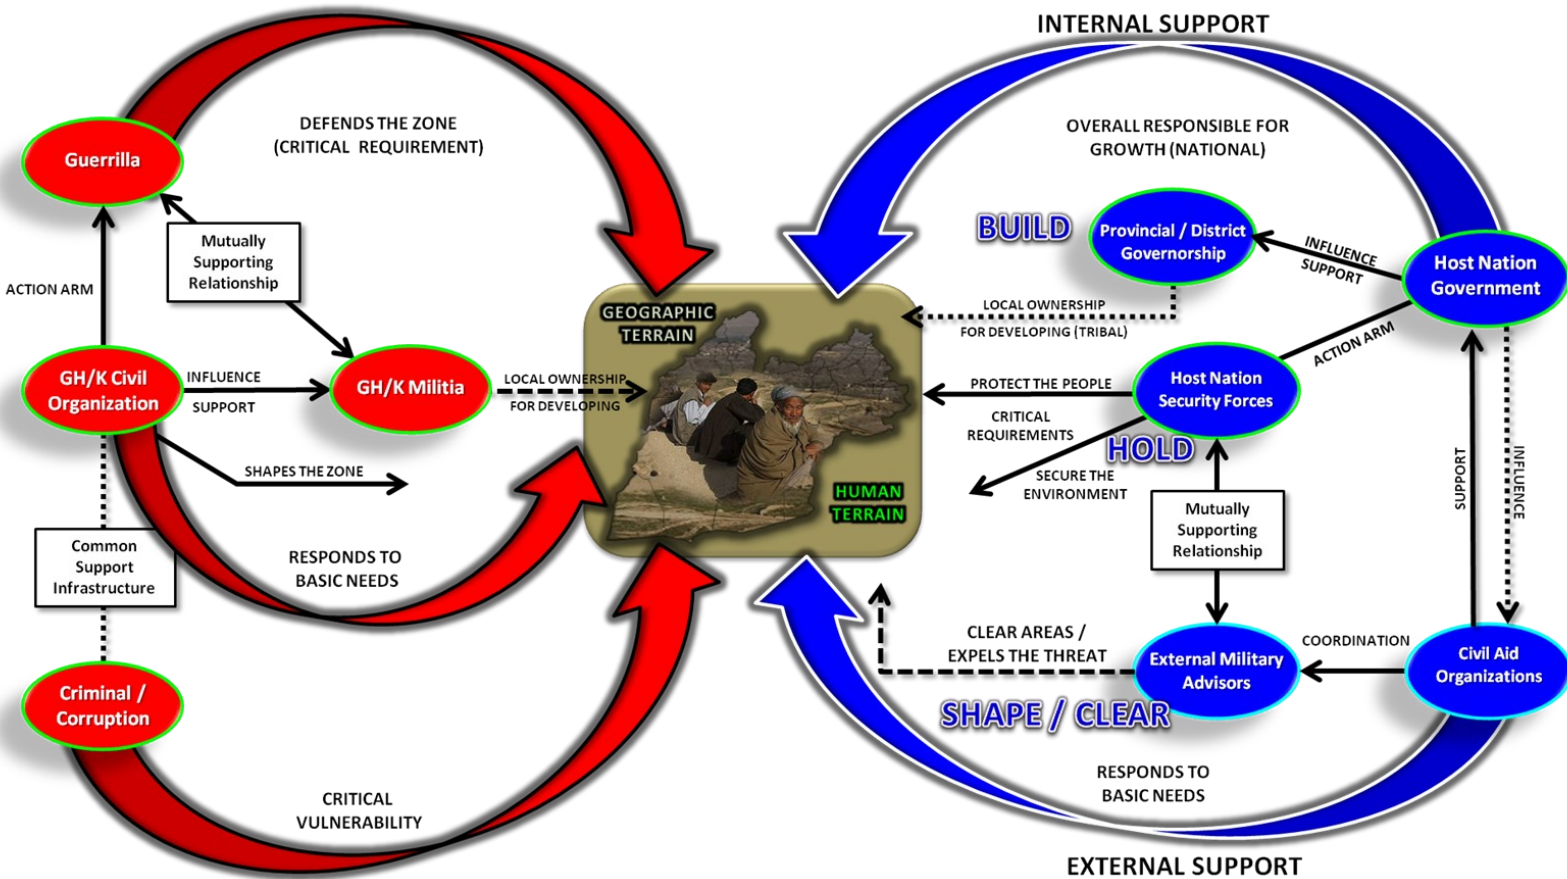 DEFENDS THE ZONE
(CRITICAL REQUIREMENT)
Guerrilla
Mutually
Supporting
Relationship
ACTION ARM
GH/K Civil
Organization
INFLUENCE
SUPPORT
GH/K Militia
LOCAL OWNERSHIP
FOR DEVELOPING
SHAPES THE ZONE
Common
Support
Infrastructure
RESPONDS TO
BASIC NEEDS
Criminal /
Corruption
CRITICAL
VULNERABILITY
GEOGRAPHIC
TERRAIN
HUMAN
TERRAIN
INTERNAL SUPPORT
OVERALL RESPONSIBLE FOR
GROWTH (NATIONAL)
BUILD
Provincial / District
Governorship
INFLUENCE
SUPPORT
Host Nation
Government
LOCAL OWNERSHIP
FOR DEVELOPING (TRIBAL)
ACTION ARM
PROTECT THE PEOPLE
Host Nation
Security Forces
CRITICAL
REQUIREMENTS
HOLD
SECURE THE
ENVIRONMENT
Mutually
Supporting
Relationship
SUPPORT
INFLUENCE
CLEAR AREAS /
EXPELS THE THREAT
External Military
Advisors
COORDINATION
Civil Aid
Organizations
SHAPE / CLEAR
RESPONDS TO
BASIC NEEDS
EXTERNAL SUPPORT